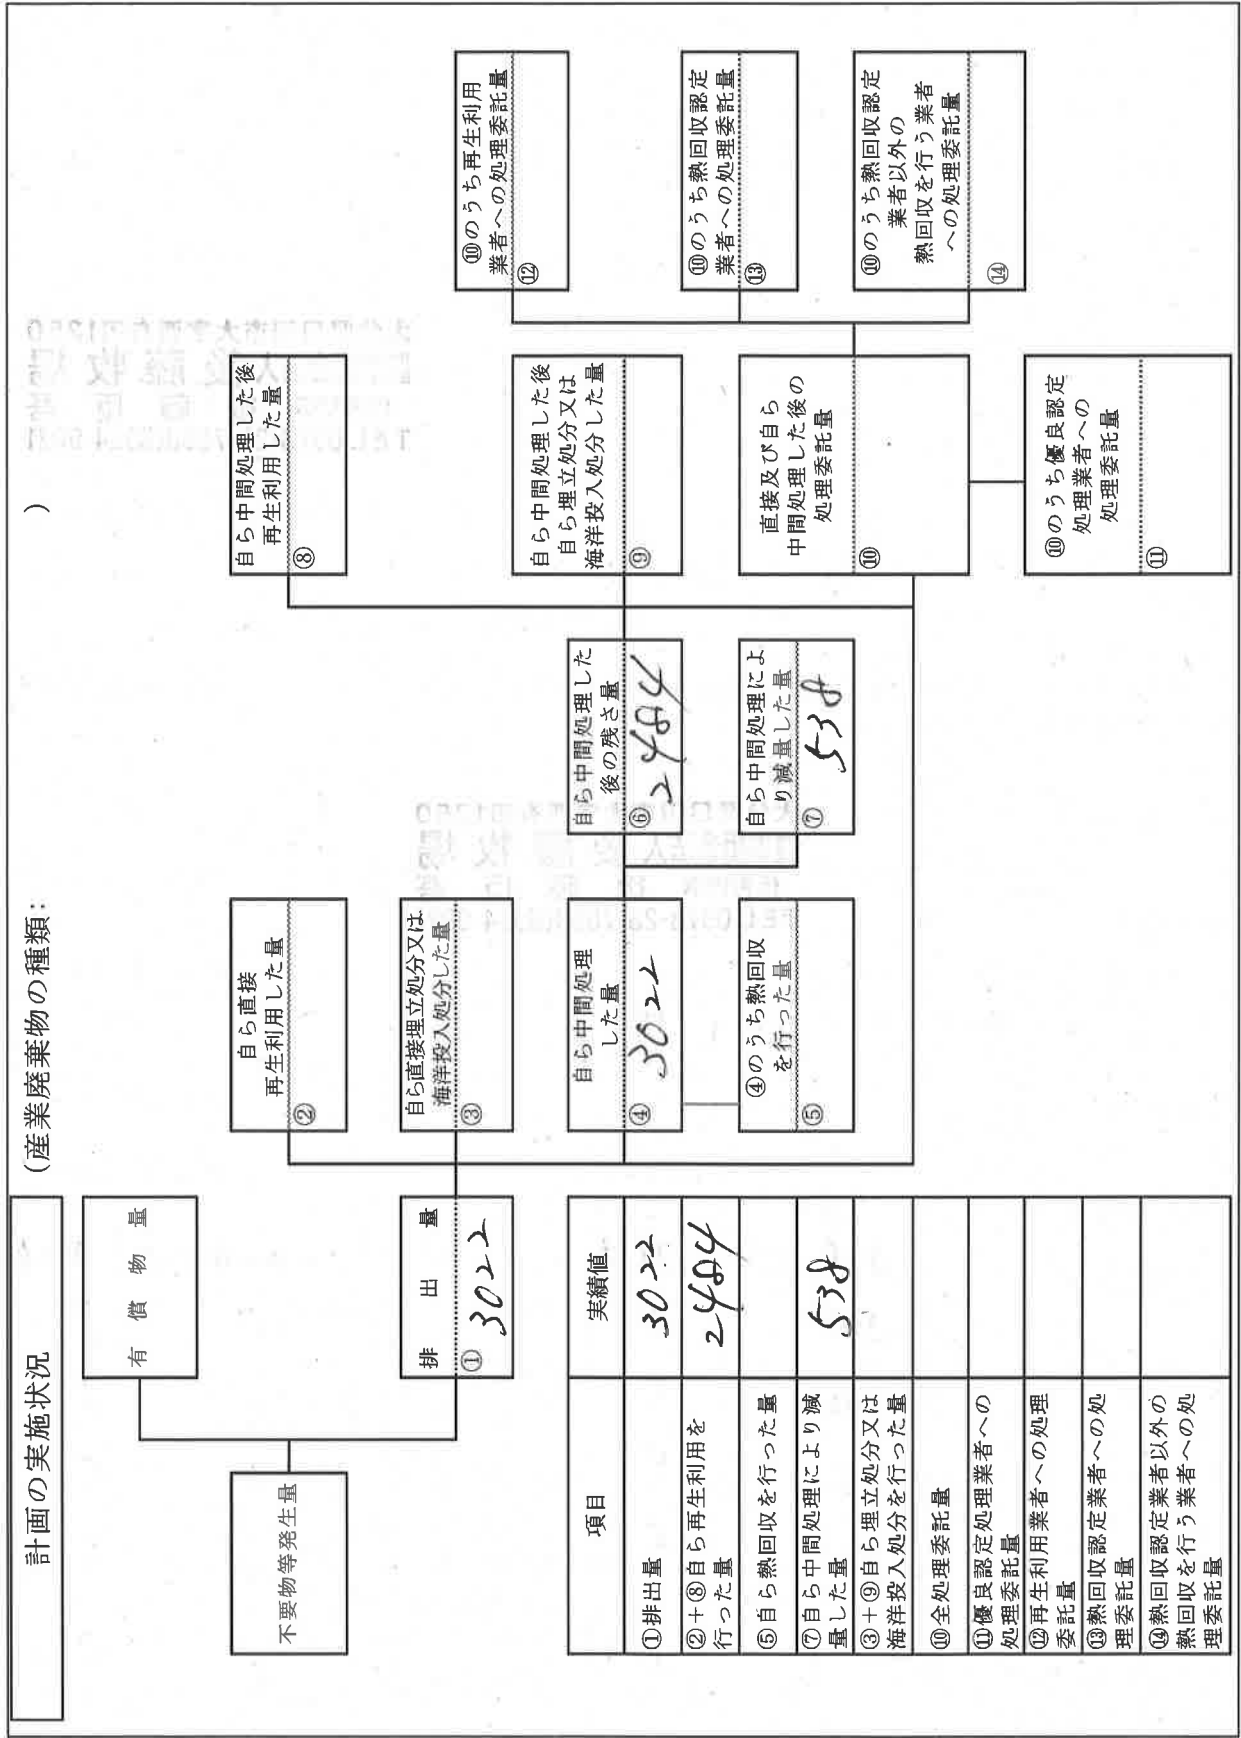 計画の実施状況
(産業廃棄物の種類: )
有償物量
不要物等発生量
排出量
① 3022
自ら直接
再生利用した量
②
自ら直接埋立処分又は
海洋投入処分した量
③
自ら中間処理
した量
④ 3022
④のうち熱回収
を行った量
⑤
自ら中間処理した
後の残さ量
⑥ 2484
自ら中間処理によ
り減量した量
⑦ 538
自ら中間処理した後
再生利用した量
⑧
自ら中間処理した後
自ら埋立処分又は
海洋投入処分した量
⑨
直接及び自ら
中間処理した後の
処理委託量
⑩
⑩のうち優良認定
処理業者への
処理委託量
⑪
⑩のうち再生利用
業者への処理委託量
⑫
⑩のうち熱回収認定
業者への処理委託量
⑬
⑩のうち熱回収認定
業者以外の
熱回収を行う業者
への処理委託量
⑭
項目 実績値
①排出量 3022
②+⑧自ら再生利用を
行った量 2484
⑤自ら熱回収を行った量
⑦自ら中間処理により減
量した量 538
③+⑨自ら埋立処分又は
海洋投入処分を行った量
⑩全処理委託量
⑪優良認定処理業者への
処理委託量
⑫再生利用業者への処理
委託量
⑬熱回収認定業者への処
理委託量
⑭熱回収認定業者以外の
熱回収を行う業者への処
理委託量